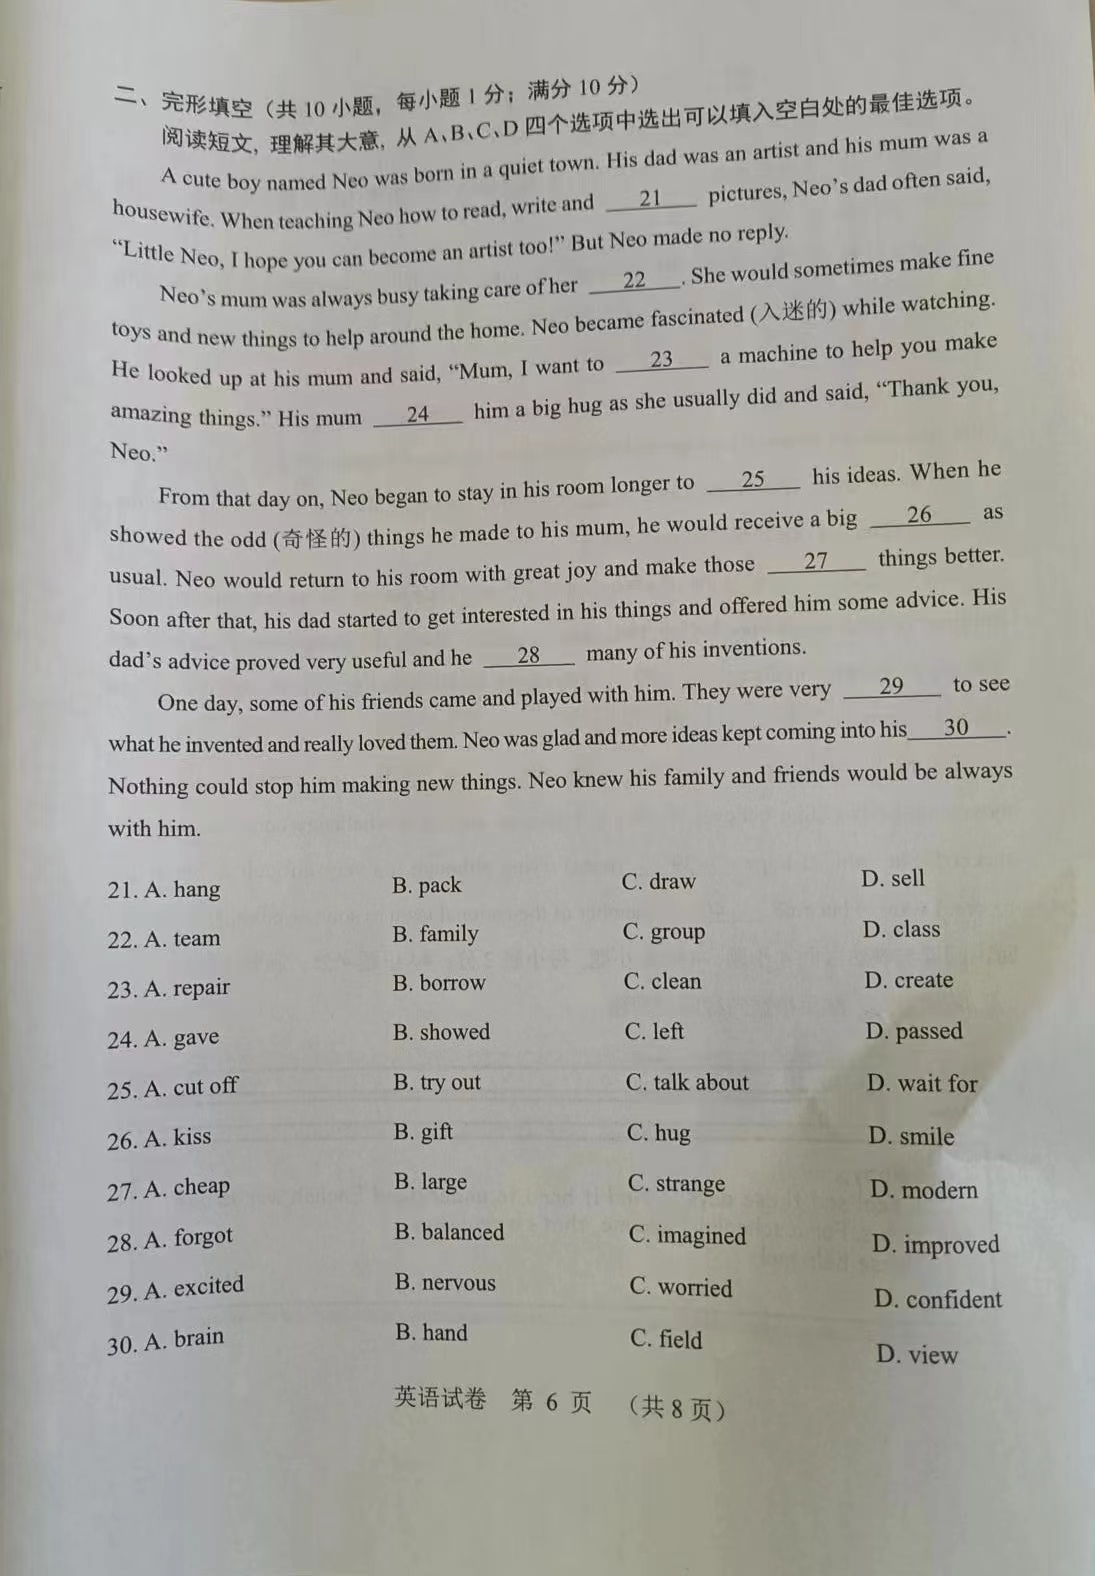 二、完形填空（共 10 小题，每小题 1 分；满分 10 分）
阅读短文，理解其大意，从 A、B、C、D 四个选项中选出可以填入空白处的最佳选项。
A cute boy named Neo was born in a quiet town. His dad was an artist and his mum was a
housewife. When teaching Neo how to read, write and 21 pictures, Neo's dad often said,
“Little Neo, I hope you can become an artist too!” But Neo made no reply.
Neo's mum was always busy taking care of her 22 . She would sometimes make fine
toys and new things to help around the home. Neo became fascinated (入迷的) while watching.
He looked up at his mum and said, “Mum, I want to 23 a machine to help you make
amazing things.” His mum 24 him a big hug as she usually did and said, “Thank you,
Neo.”
From that day on, Neo began to stay in his room longer to 25 his ideas. When he
showed the odd (奇怪的) things he made to his mum, he would receive a big 26 as
usual. Neo would return to his room with great joy and make those 27 things better.
Soon after that, his dad started to get interested in his things and offered him some advice. His
dad's advice proved very useful and he 28 many of his inventions.
One day, some of his friends came and played with him. They were very 29 to see
what he invented and really loved them. Neo was glad and more ideas kept coming into his 30 .
Nothing could stop him making new things. Neo knew his family and friends would be always
with him.
21. A. hang B. pack C. draw D. sell
22. A. team B. family C. group D. class
23. A. repair B. borrow C. clean D. create
24. A. gave B. showed C. left D. passed
25. A. cut off B. try out C. talk about D. wait for
26. A. kiss B. gift C. hug D. smile
27. A. cheap B. large C. strange D. modern
28. A. forgot B. balanced C. imagined D. improved
29. A. excited B. nervous C. worried D. confident
30. A. brain B. hand C. field D. view
英语试卷 第 6 页 （共 8 页）